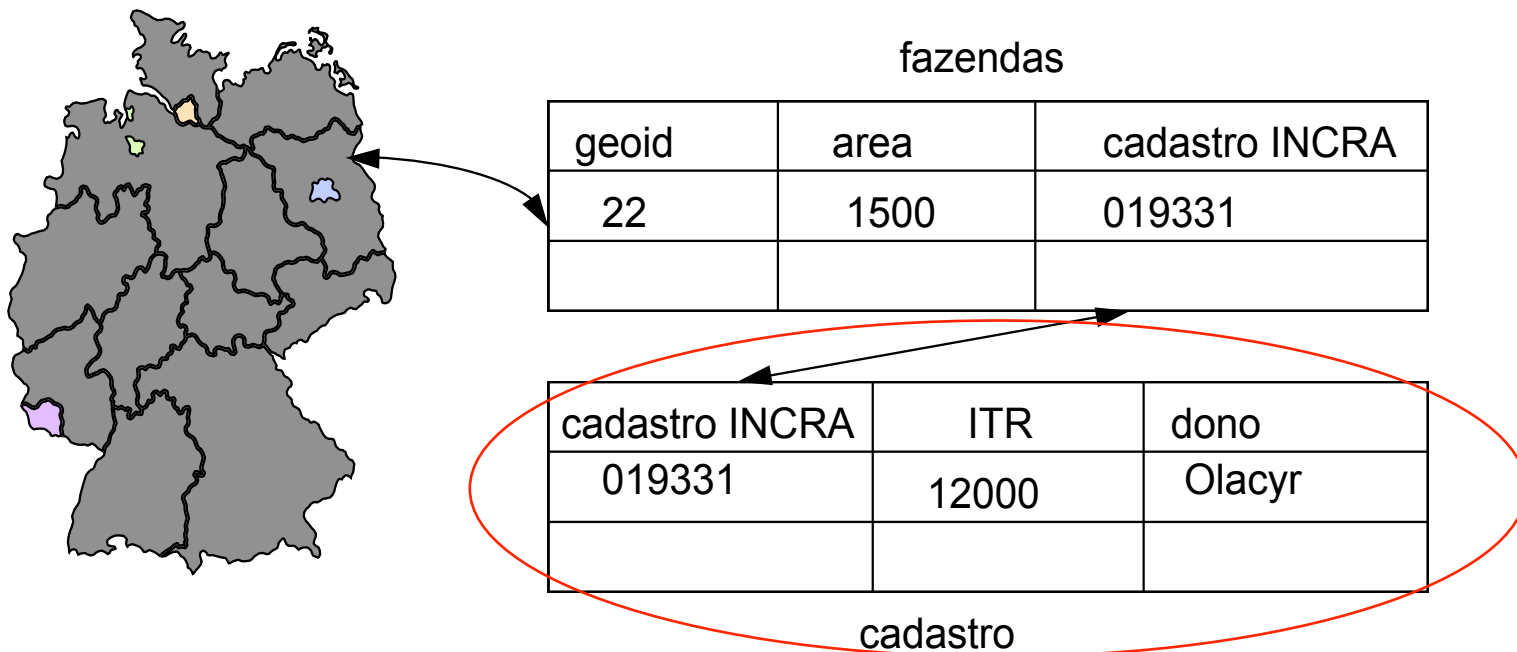 fazendas
geoid area cadastro INCRA
22 1500 019331
cadastro INCRA ITR dono
019331 12000 Olacyr
cadastro